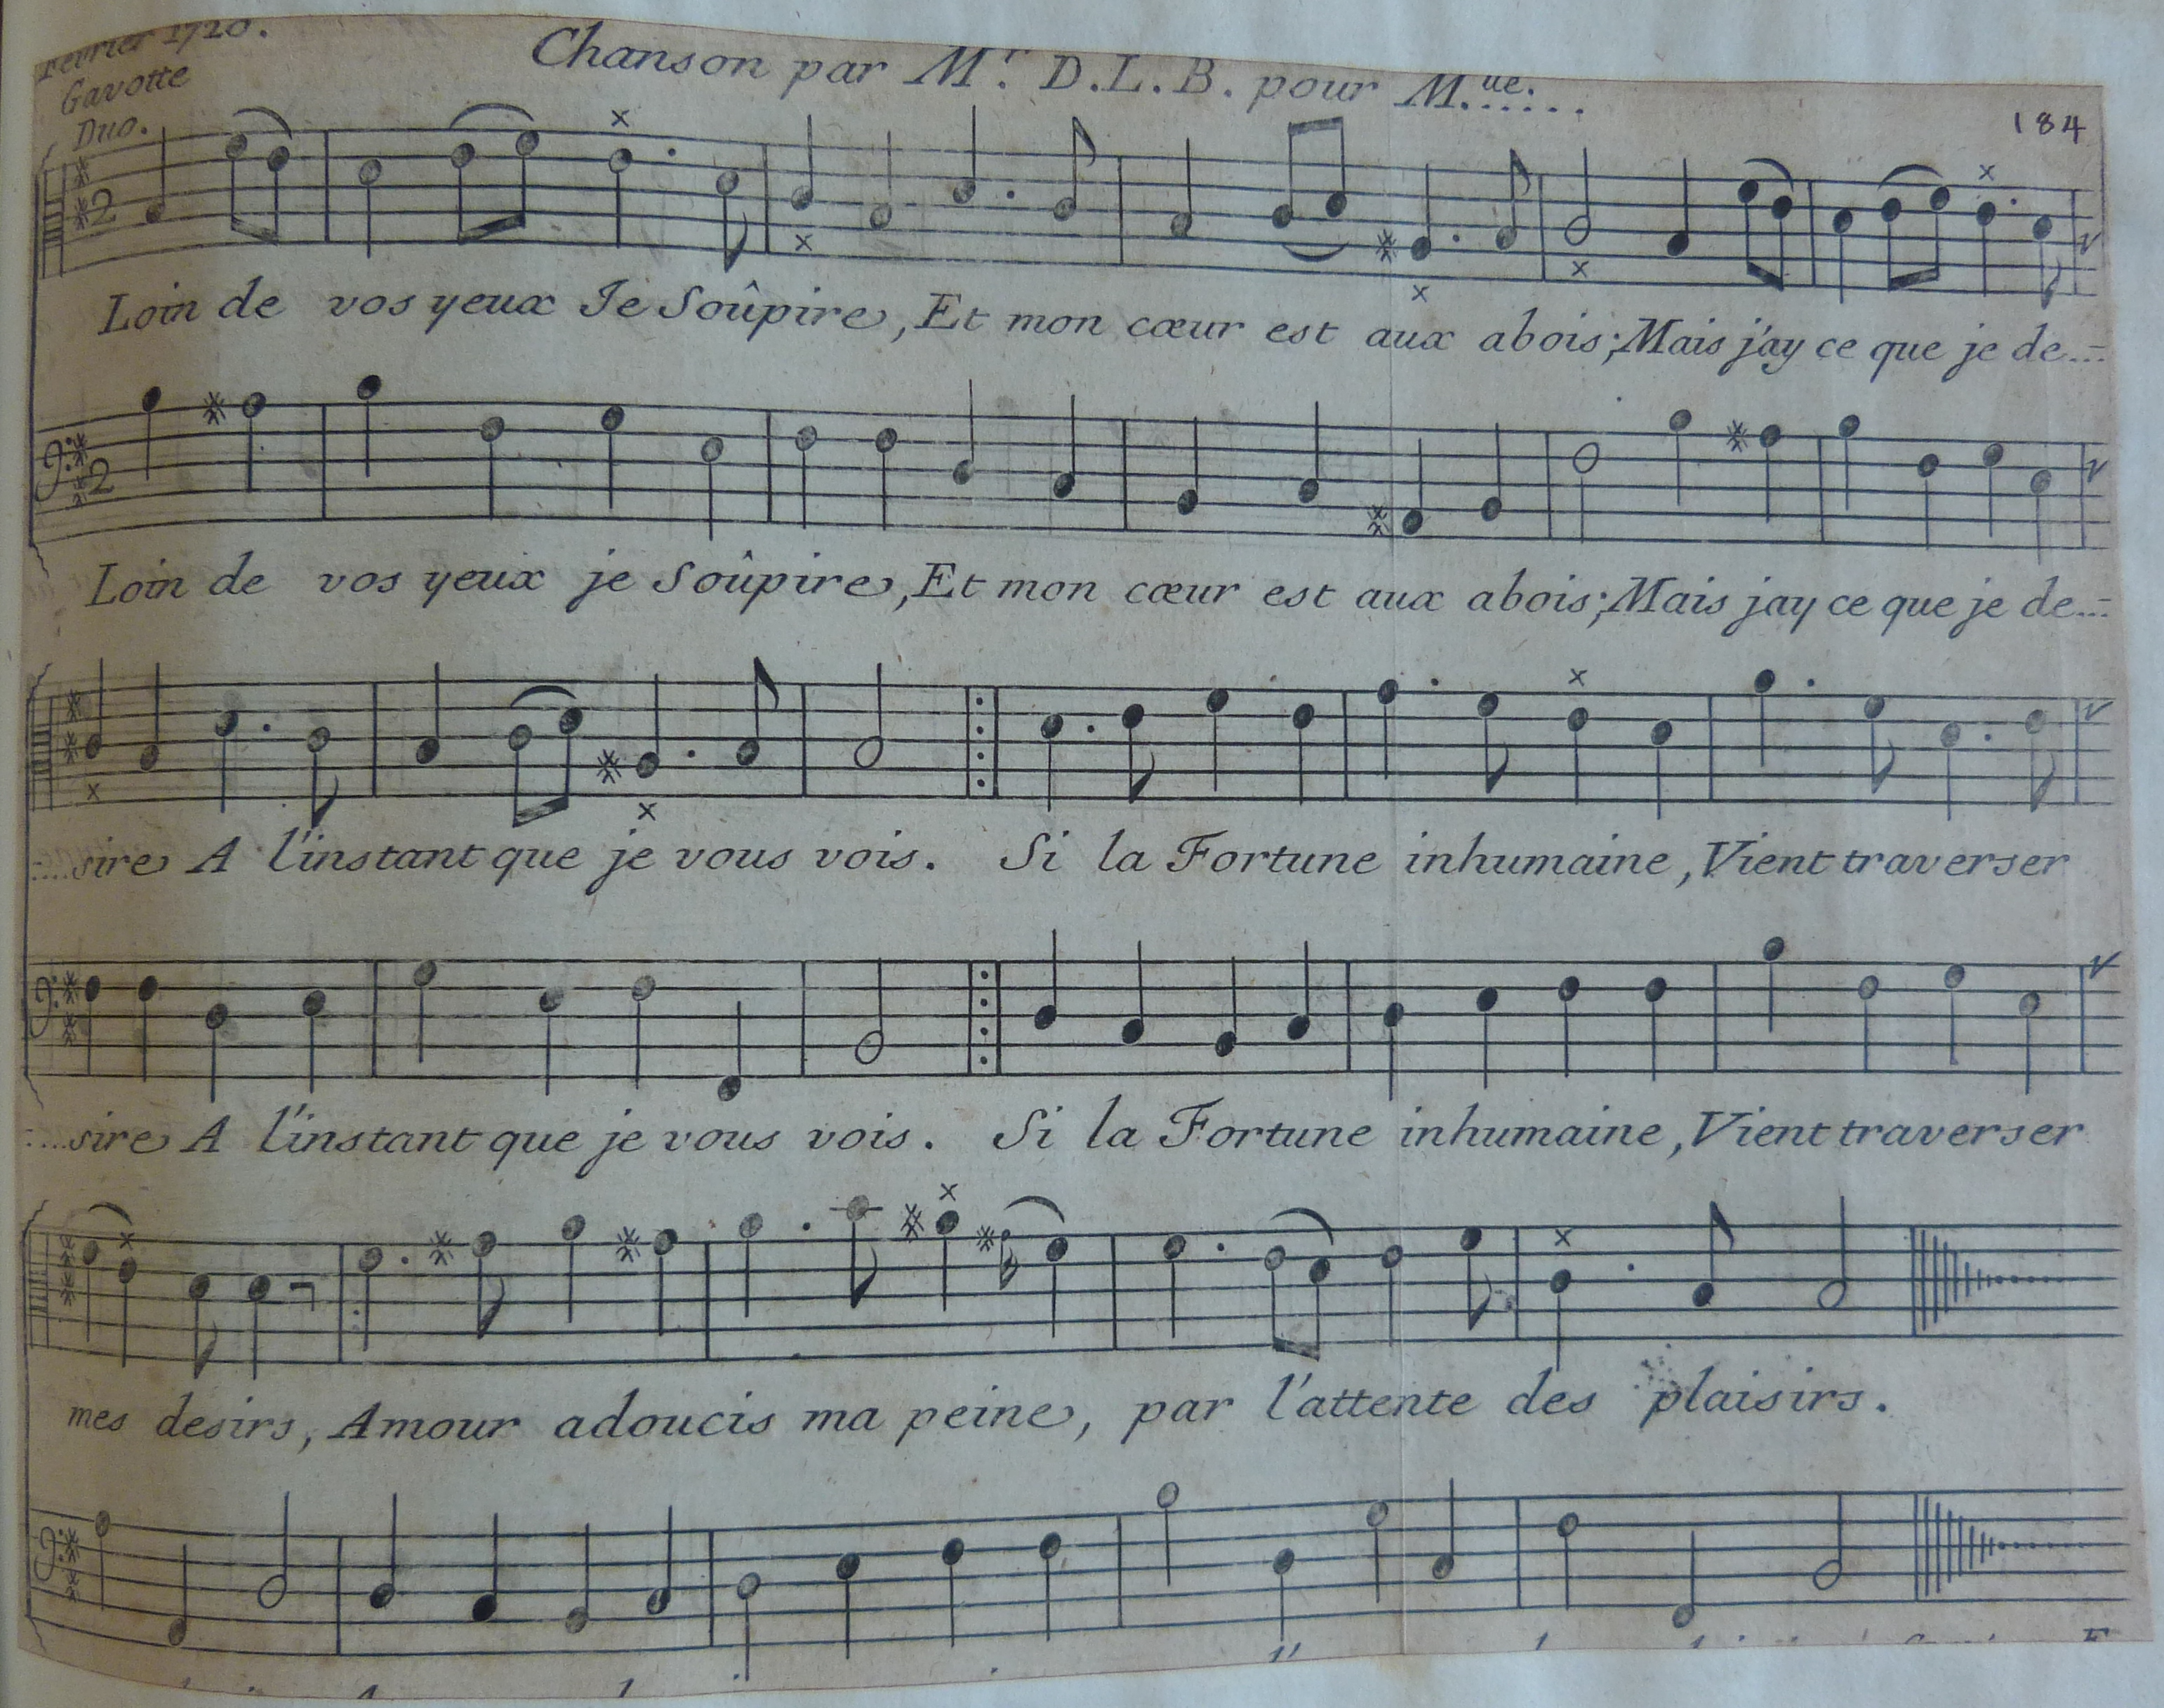 Fevrier 1720.
Chanson par Mr. D.L.B. pour M.lle......
Gavotte
Duo.
184
2
Loin de vos yeux Je Soûpire, Et mon cœur est aux abois; Mais j'ay ce que je de...
2
Loin de vos yeux je Soûpire, Et mon cœur est aux abois; Mais jay ce que je de...
....sire A l'instant que je vous vois. Si la Fortune inhumaine, Vient traverser
....sire A l'instant que je vous vois. Si la Fortune inhumaine, Vient traverser
mes desirs, Amour adoucis ma peine, par l'attente des plaisirs.